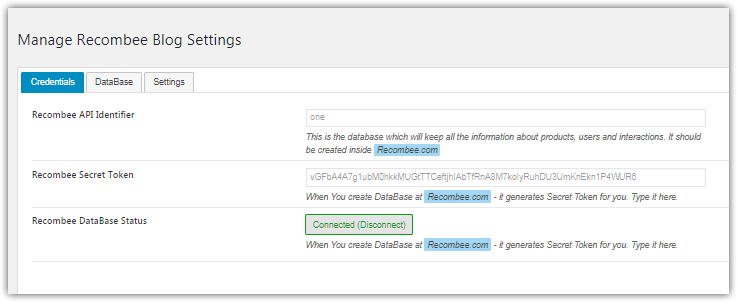 Manage Recombee Blog Settings
Credentials DataBase Settings
Recombee API Identifier one
This is the database which will keep all the information about products, users and interactions. It should
be created inside Recombee.com
Recombee Secret Token
When You create DataBase at Recombee.com - it generates Secret Token for you. Type it here.
Recombee DataBase Status Connected (Disconnect)
When You create DataBase at Recombee.com - it generates Secret Token for you. Type it here.